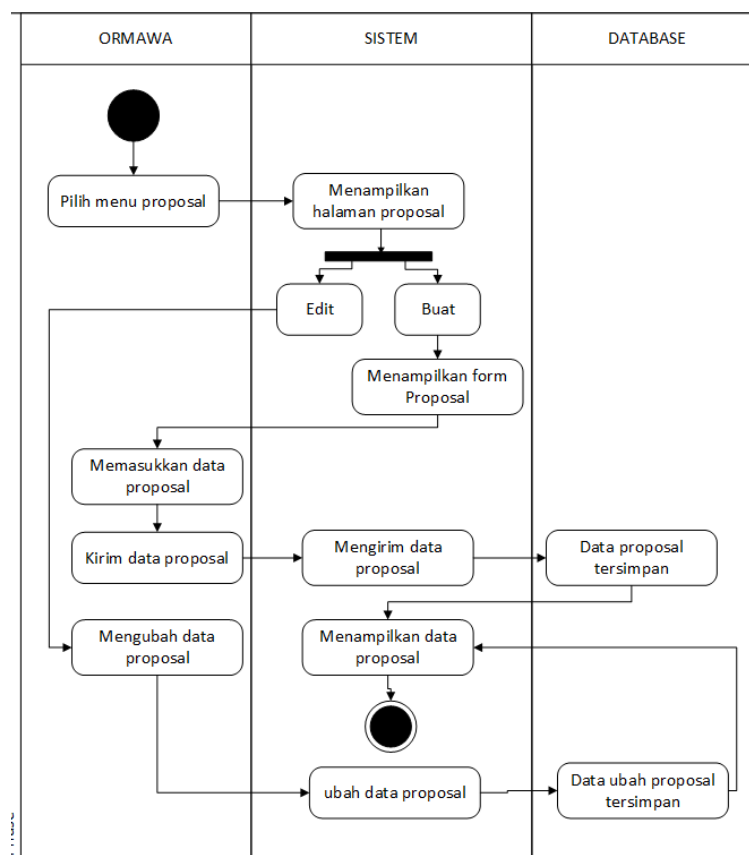 ORMAWA
SISTEM
DATABASE
Pilih menu proposal
Menampilkan
halaman proposal
Edit
Buat
Menampilkan form
Proposal
Memasukkan data
proposal
Kirim data proposal
Mengirim data
proposal
Data proposal
tersimpan
Mengubah data
proposal
Menampilkan data
proposal
ubah data proposal
Data ubah proposal
tersimpan